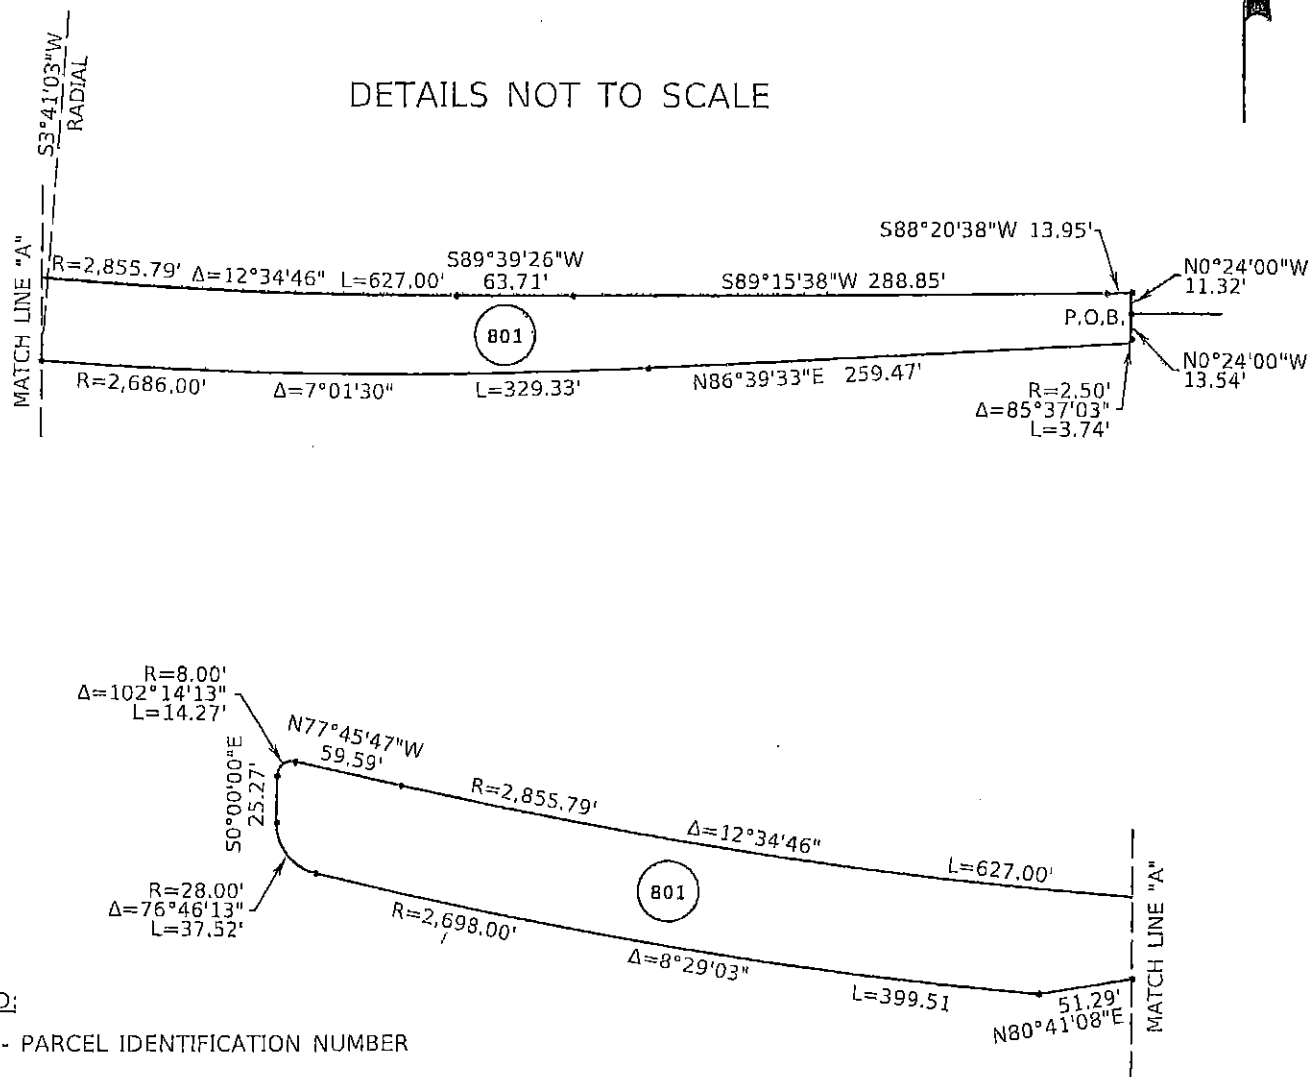 DETAILS NOT TO SCALE
S3°41'03"W
RADIAL
MATCH LINE "A"
R=2,855.79' Δ=12°34'46" L=627.00'
S89°39'26"W
63.71'
S89°15'38"W 288.85'
S88°20'38"W 13.95'
N0°24'00"W
11.32'
P.O.B.
801
N0°24'00"W
13.54'
R=2,686.00' Δ=7°01'30" L=329.33'
N86°39'33"E 259.47'
R=2.50'
Δ=85°37'03"
L=3.74'
R=8.00'
Δ=102°14'13"
L=14.27'
N77°45'47"W
59.59'
S0°00'00"E
25.27'
R=2,855.79'
Δ=12°34'46"
L=627.00'
801
R=28.00'
Δ=76°46'13"
L=37.52'
R=2,698.00'
Δ=8°29'03"
L=399.51
51.29'
N80°41'08"E
MATCH LINE "A"
D:
- PARCEL IDENTIFICATION NUMBER